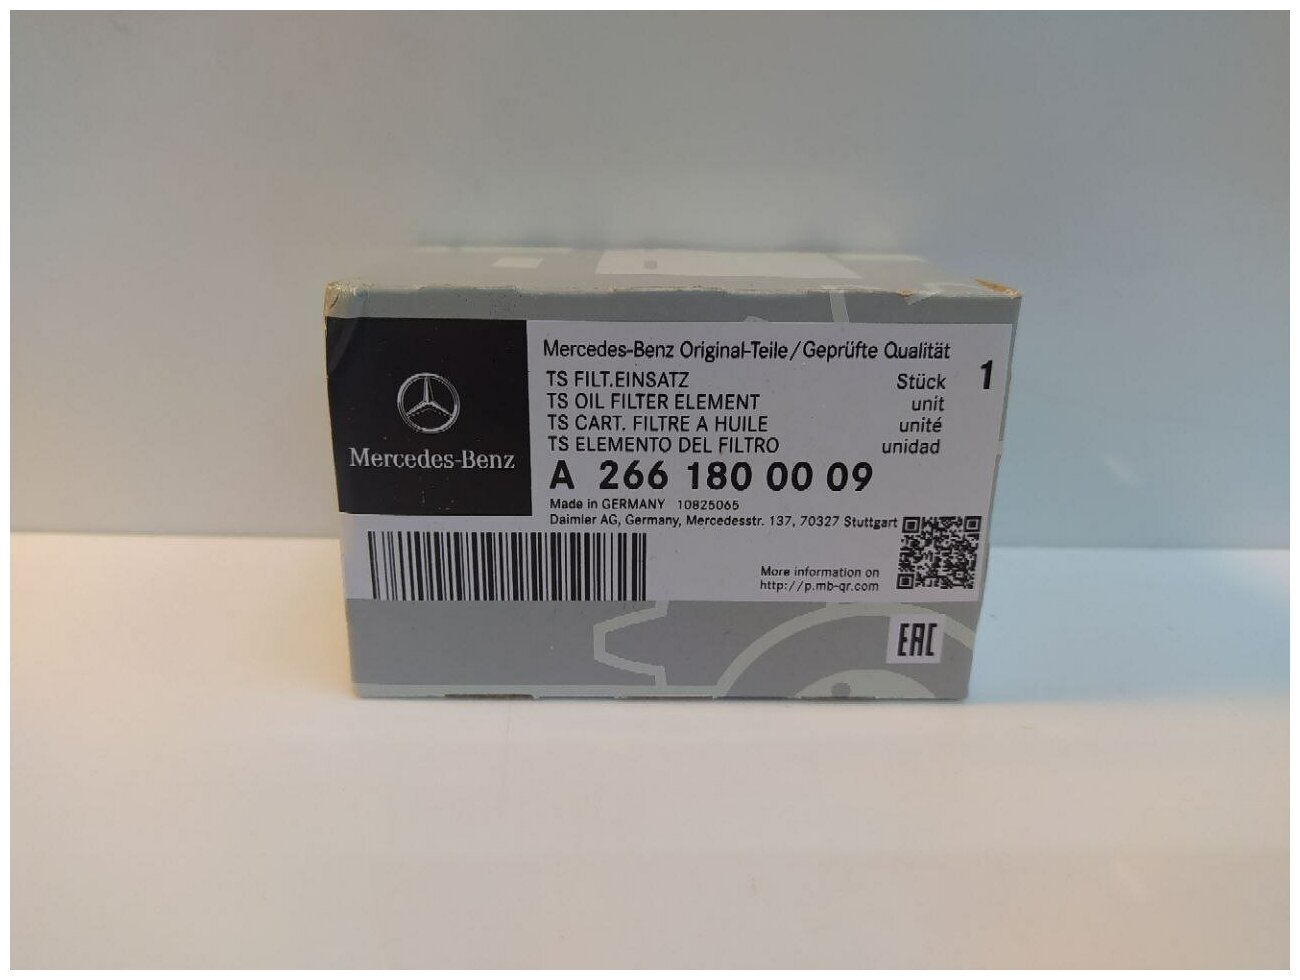 Mercedes-Benz
Mercedes-Benz Original-Teile/Geprüfte Qualität
TS FILT.EINSATZ Stück 1
TS OIL FILTER ELEMENT unit
TS CART. FILTRE A HUILE unité
TS ELEMENTO DEL FILTRO unidad
A 266 180 00 09
Made in GERMANY 10825065
Daimler AG, Germany, Mercedesstr. 137, 70327 Stuttgart
More information on
http://p.mb-qr.com
EAC